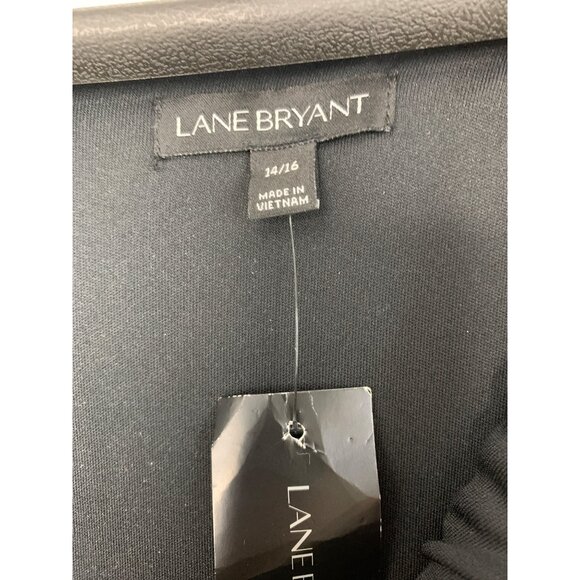 LANE BRYANT
14/16
MADE IN
VIETNAM
LANE